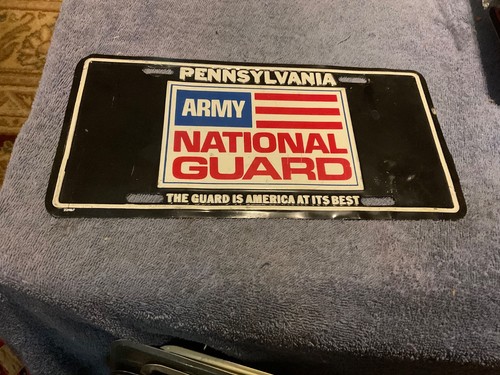 PENNSYLVANIA
ARMY
NATIONAL
GUARD
THE GUARD IS AMERICA AT ITS BEST